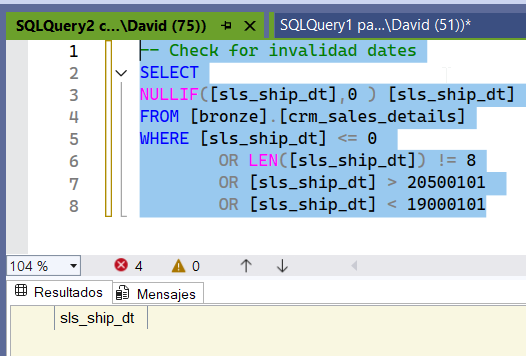 SQLQuery2 c...\David (75))
SQLQuery1 pa...\David (51))*
1 -- Check for invalidad dates
2 SELECT
3 NULLIF([sls_ship_dt],0 ) [sls_ship_dt]
4 FROM [bronze].[crm_sales_details]
5 WHERE [sls_ship_dt] <= 0
6 OR LEN([sls_ship_dt]) != 8
7 OR [sls_ship_dt] > 20500101
8 OR [sls_ship_dt] < 19000101
104 % 4 0
Resultados Mensajes
sls_ship_dt